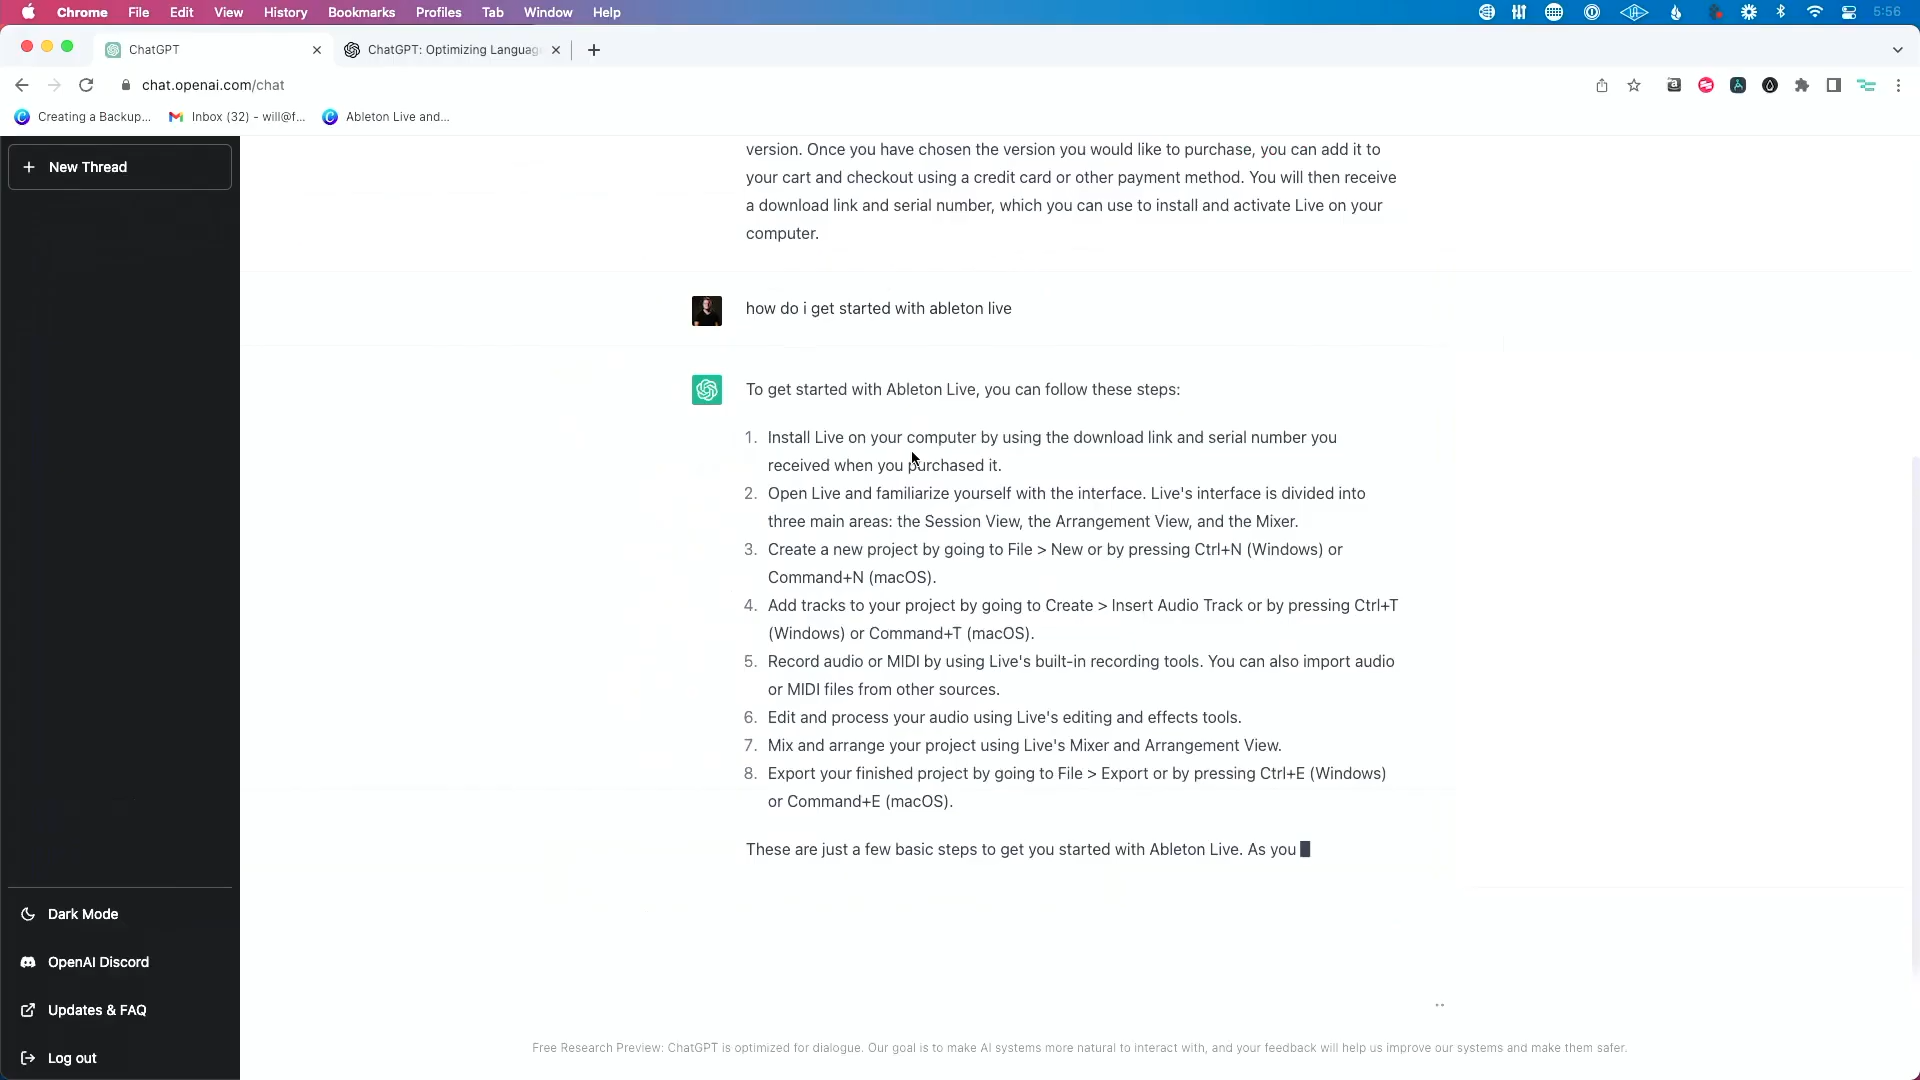 Chrome File Edit View History Bookmarks Profiles Tab Window Help 5:56
ChatGPT ChatGPT: Optimizing Languag
chat.openai.com/chat
Creating a Backup... Inbox (32) - will@f... Ableton Live and...
New Thread
version. Once you have chosen the version you would like to purchase, you can add it to
your cart and checkout using a credit card or other payment method. You will then receive
a download link and serial number, which you can use to install and activate Live on your
computer.
how do i get started with ableton live
To get started with Ableton Live, you can follow these steps:
1. Install Live on your computer by using the download link and serial number you
received when you purchased it.
2. Open Live and familiarize yourself with the interface. Live's interface is divided into
three main areas: the Session View, the Arrangement View, and the Mixer.
3. Create a new project by going to File > New or by pressing Ctrl+N (Windows) or
Command+N (macOS).
4. Add tracks to your project by going to Create > Insert Audio Track or by pressing Ctrl+T
(Windows) or Command+T (macOS).
5. Record audio or MIDI by using Live's built-in recording tools. You can also import audio
or MIDI files from other sources.
6. Edit and process your audio using Live's editing and effects tools.
7. Mix and arrange your project using Live's Mixer and Arrangement View.
8. Export your finished project by going to File > Export or by pressing Ctrl+E (Windows)
or Command+E (macOS).
These are just a few basic steps to get you started with Ableton Live. As you
Dark Mode
OpenAI Discord
Updates & FAQ
Log out
Free Research Preview: ChatGPT is optimized for dialogue. Our goal is to make AI systems more natural to interact with, and your feedback will help us improve our systems and make them safer.